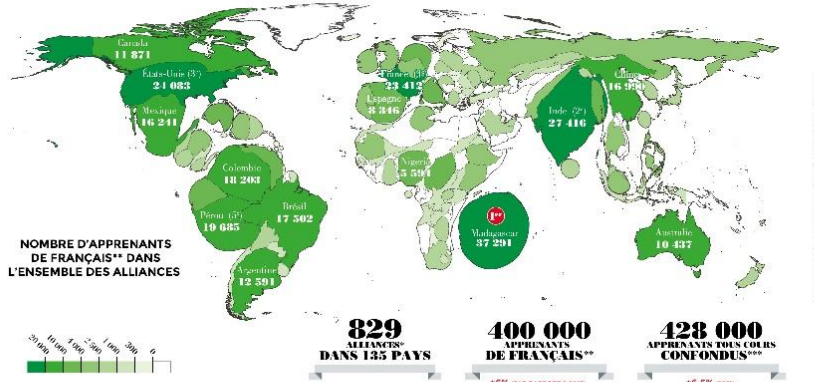 Canada
11 871
États-Unis (3e)
24 083
Mexique
16 241
Colombie
18 203
Pérou (5e)
19 685
Brésil
17 502
Argentine
12 591
France (4e)
23 412
Espagne
8 346
Nigeria
5 591
1er
Madagascar
37 291
Inde (2e)
27 416
Chine
16 990
Australie
10 437
NOMBRE D'APPRENANTS
DE FRANÇAIS** DANS
L'ENSEMBLE DES ALLIANCES
20 000 10 000 4 000 2 500 1 000 300 0
829
ALLIANCES*
DANS 135 PAYS
400 000
APPRENANTS
DE FRANÇAIS**
428 000
APPRENANTS TOUS COURS
CONFONDUS***